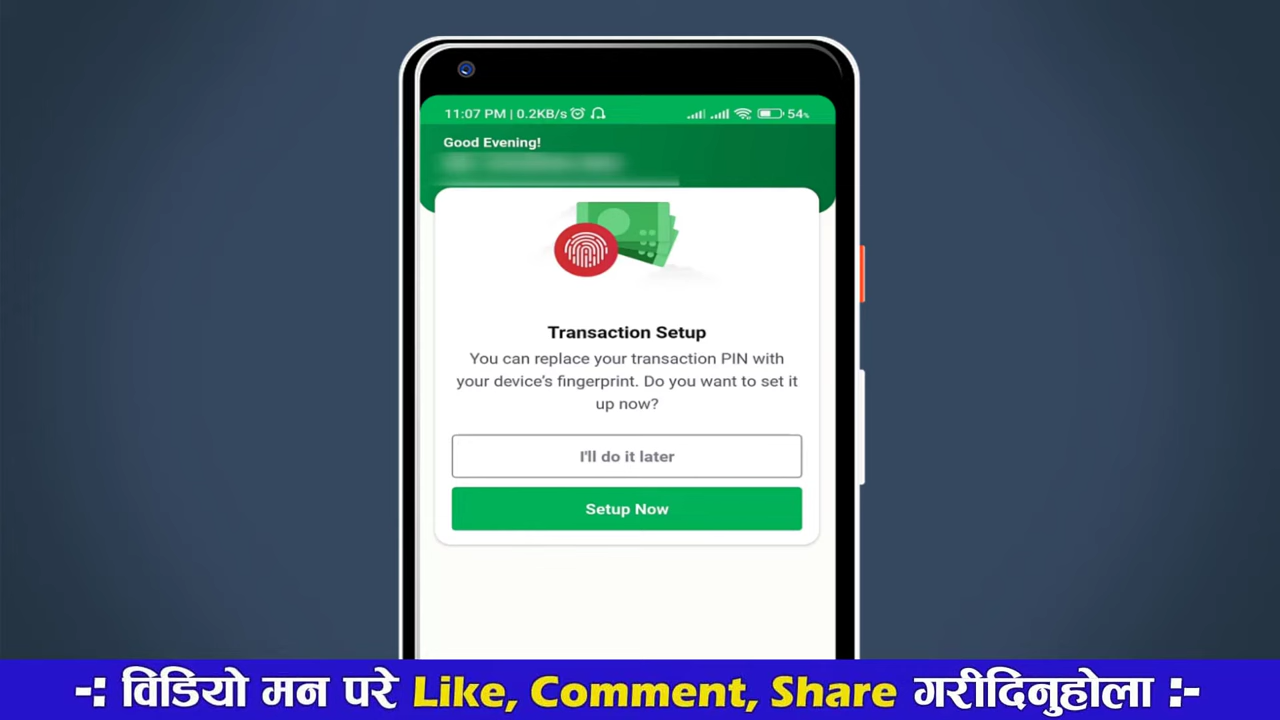 11:07 PM | 0.2KB/s 54%
Good Evening!
Transaction Setup
You can replace your transaction PIN with
your device's fingerprint. Do you want to set it
up now?
I'll do it later
Setup Now
-: विडियो मन परे Like, Comment, Share गरीदिनुहोला :-